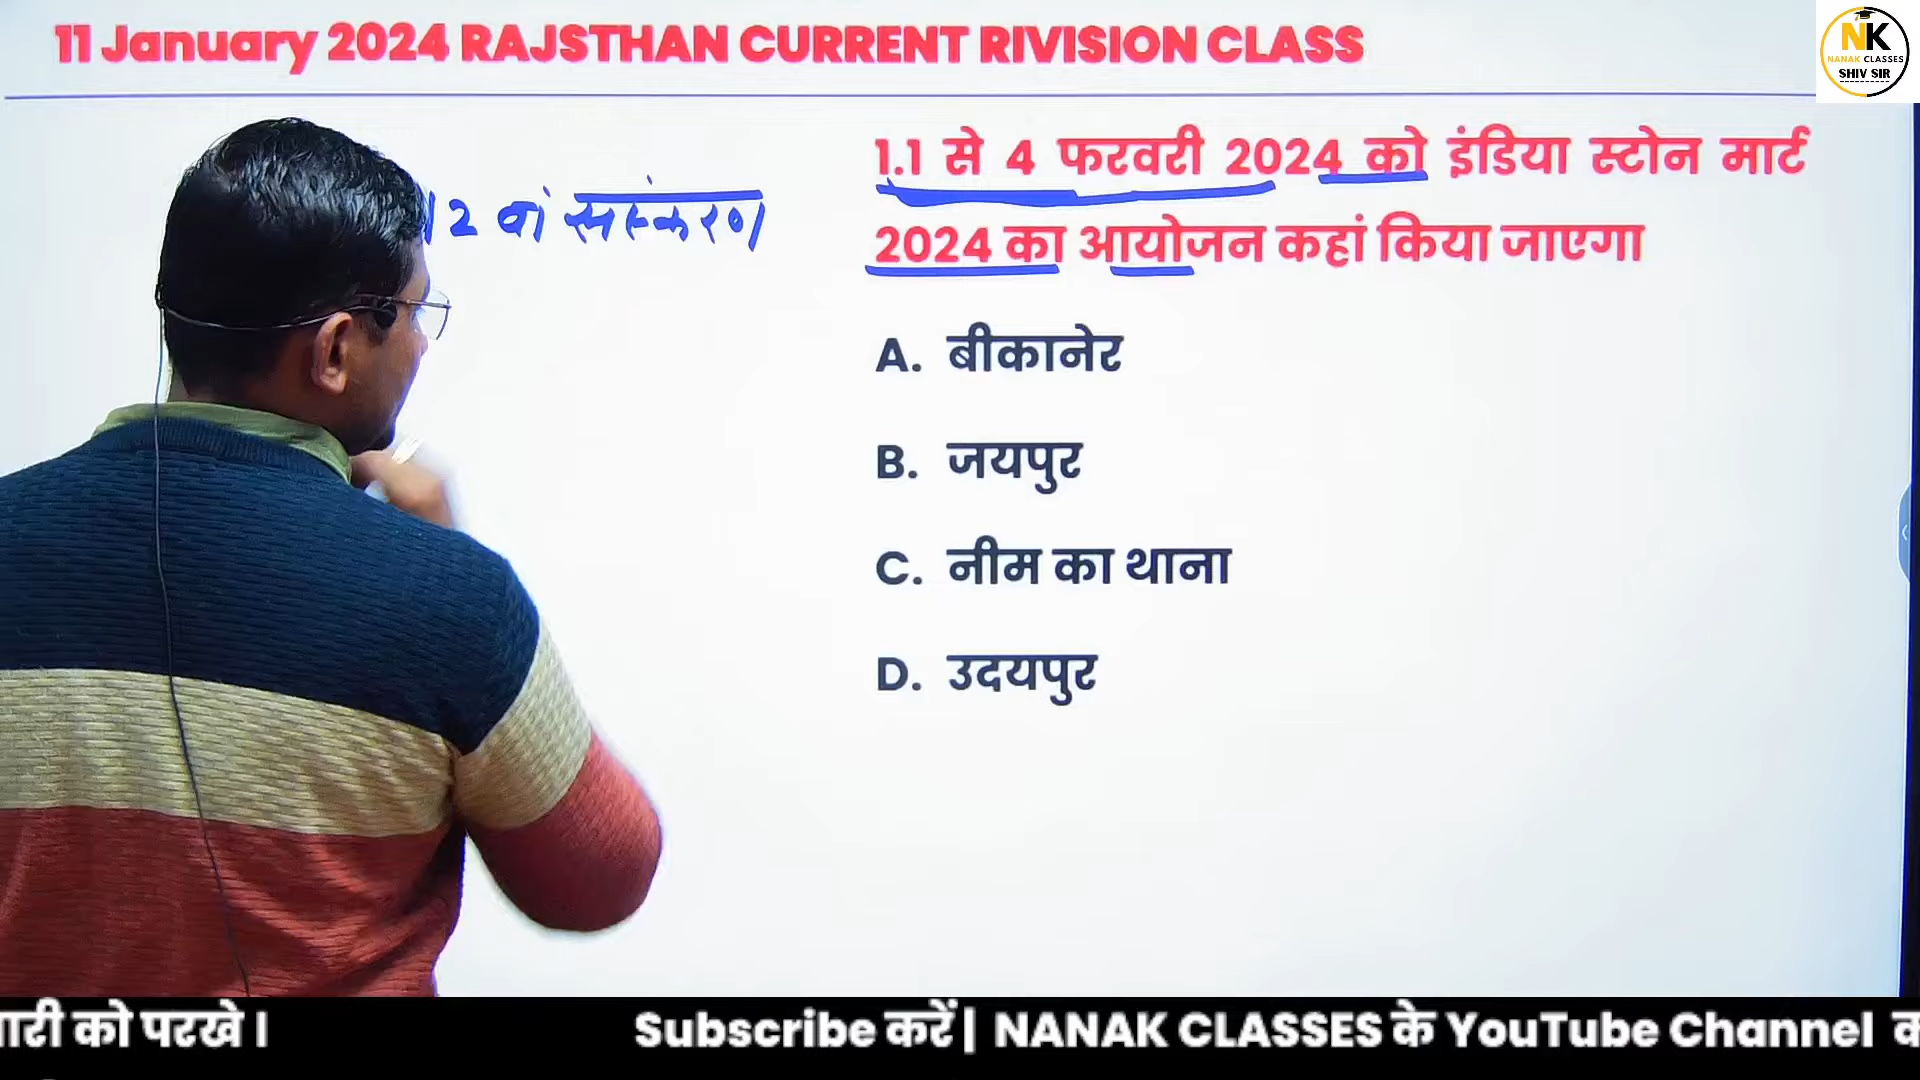 11 January 2024 RAJSTHAN CURRENT RIVISION CLASS
NK
NANAK CLASSES
SHIV SIR
12 वां संस्करण
1.1 से 4 फरवरी 2024 को इंडिया स्टोन मार्ट
2024 का आयोजन कहां किया जाएगा
A. बीकानेर
B. जयपुर
C. नीम का थाना
D. उदयपुर
को परखे । Subscribe करें| NANAK CLASSES के YouTube Channel